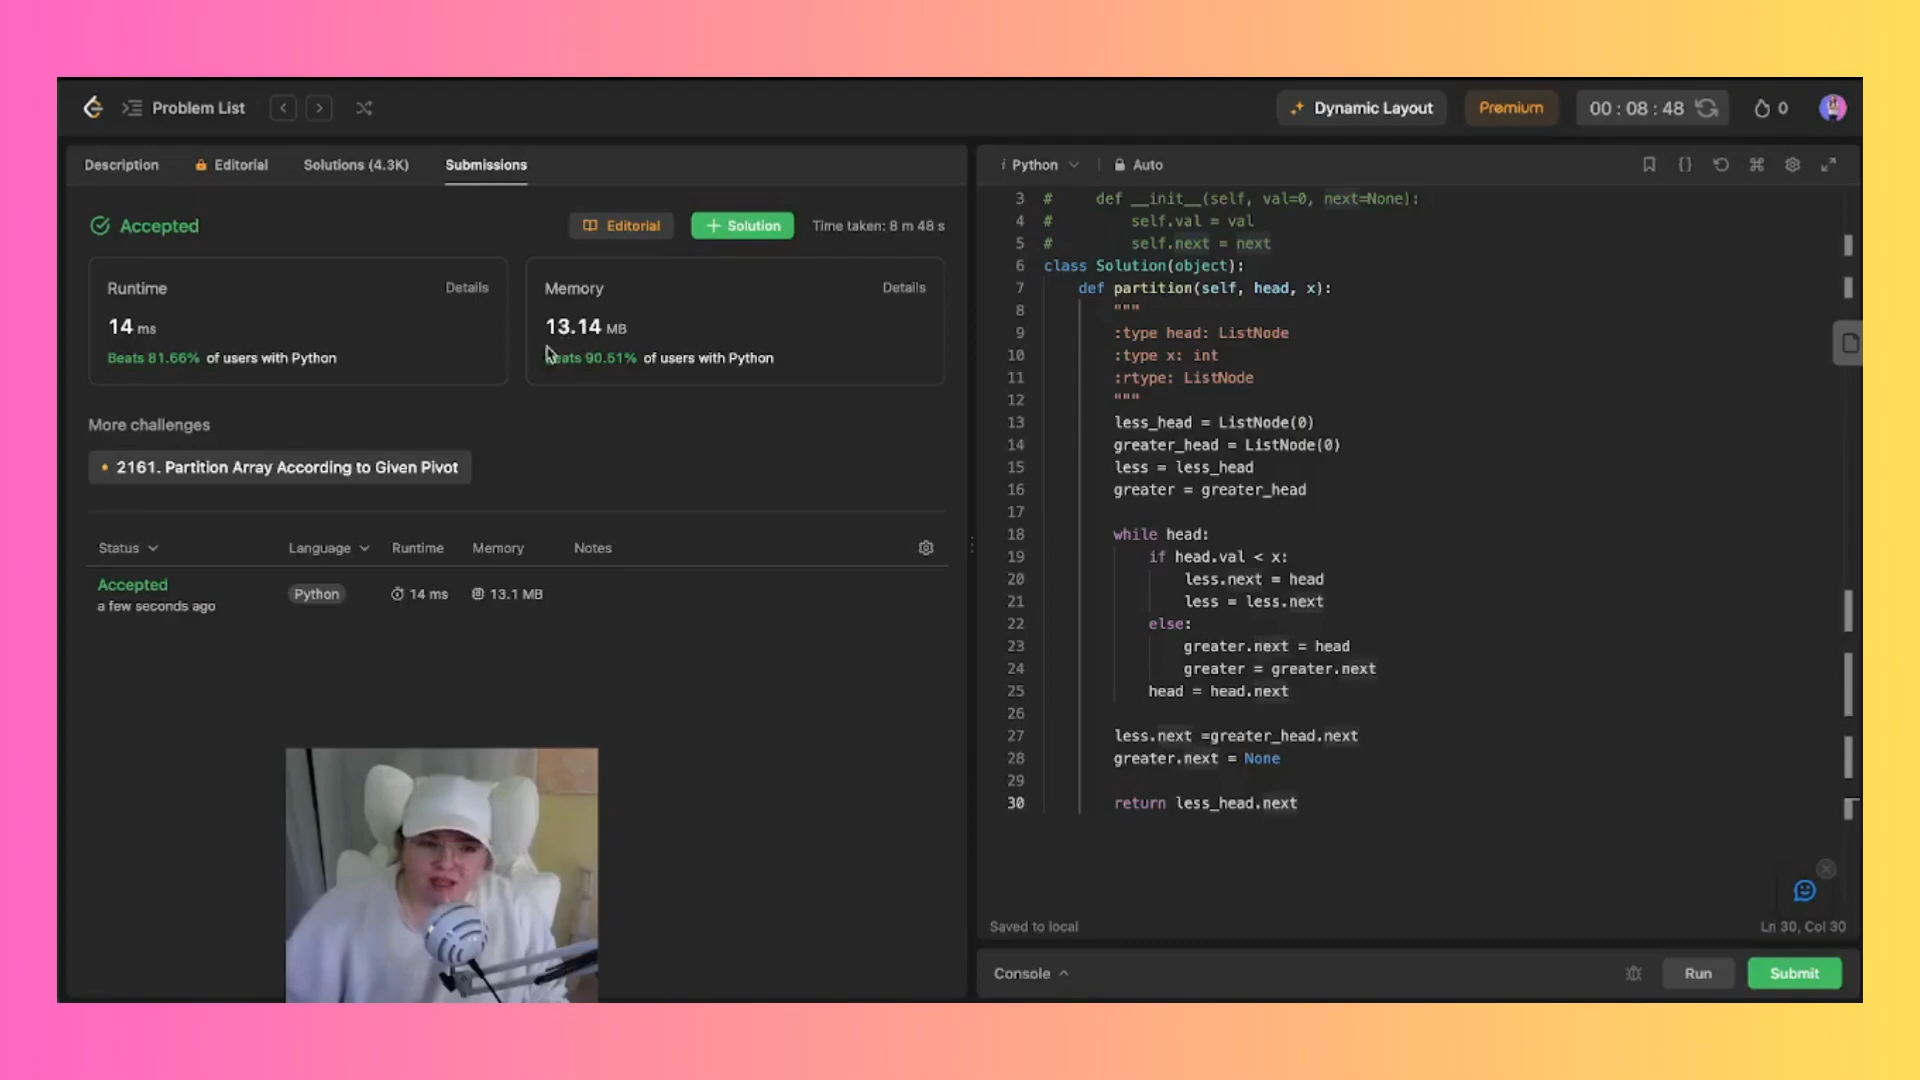 Problem List
Dynamic Layout
Premium
00 : 08 : 48
0
Description
Editorial
Solutions (4.3K)
Submissions
Accepted
Editorial
+ Solution
Time taken: 8 m 48 s
Runtime
Details
14 ms
Beats 81.66% of users with Python
Memory
Details
13.14 MB
Beats 90.51% of users with Python
More challenges
2161. Partition Array According to Given Pivot
Status
Language
Runtime
Memory
Notes
Accepted
a few seconds ago
Python
14 ms
13.1 MB
i Python
Auto
3 #     def __init__(self, val=0, next=None):
4 #         self.val = val
5 #         self.next = next
6 class Solution(object):
7     def partition(self, head, x):
8         """
9         :type head: ListNode
10         :type x: int
11         :rtype: ListNode
12         """
13         less_head = ListNode(0)
14         greater_head = ListNode(0)
15         less = less_head
16         greater = greater_head
17
18         while head:
19             if head.val < x:
20                 less.next = head
21                 less = less.next
22             else:
23                 greater.next = head
24                 greater = greater.next
25             head = head.next
26
27         less.next =greater_head.next
28         greater.next = None
29
30         return less_head.next
Saved to local
Ln 30, Col 30
Console
Run
Submit